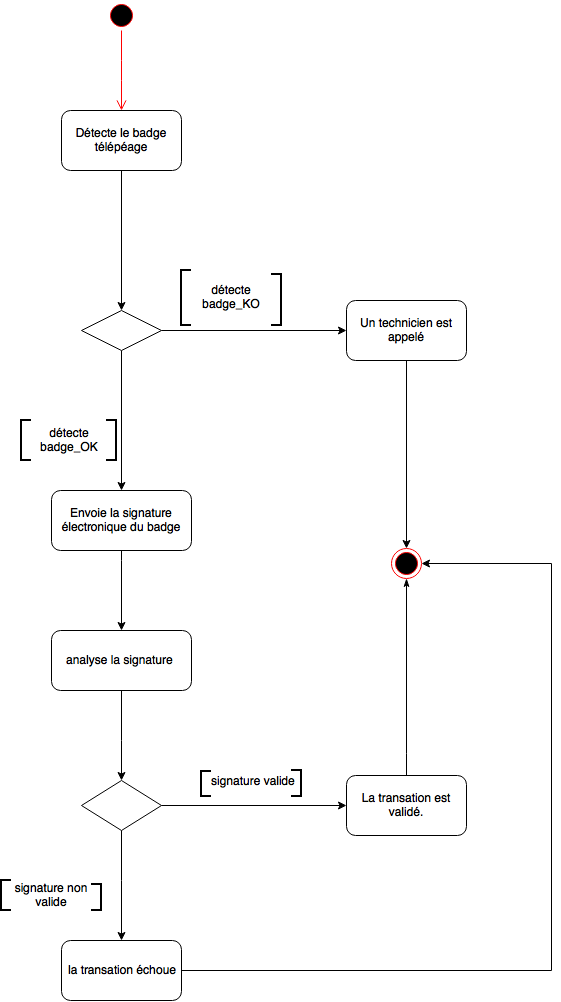 Détecte le badge
télépéage
détecte
badge_KO
Un technicien est
appelé
détecte
badge_OK
Envoie la signature
électronique du badge
analyse la signature
signature valide
La transation est
validé.
signature non
valide
la transation échoue